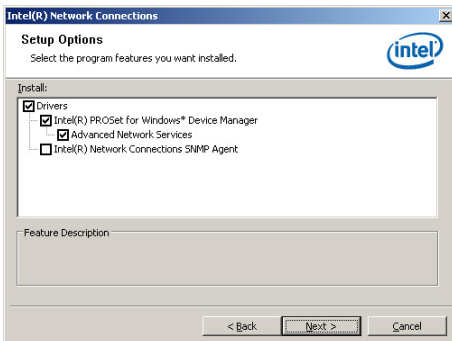 Intel(R) Network Connections
Setup Options
Select the program features you want installed.
intel
Install:
Drivers
Intel(R) PROSet for Windows* Device Manager
Advanced Network Services
Intel(R) Network Connections SNMP Agent
Feature Description
< Back
Next >
Cancel